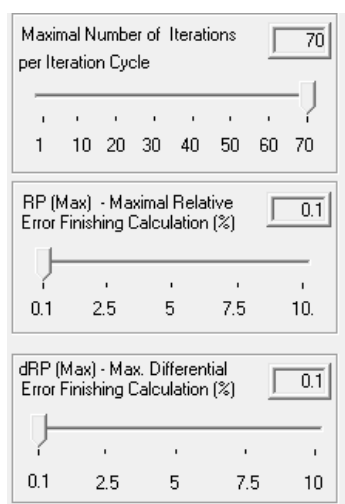 Maximal Number of Iterations 70
per Iteration Cycle
1 10 20 30 40 50 60 70
RP (Max) - Maximal Relative 0.1
Error Finishing Calculation (%)
0.1 2.5 5 7.5 10.
dRP (Max) - Max. Differential 0.1
Error Finishing Calculation (%)
0.1 2.5 5 7.5 10